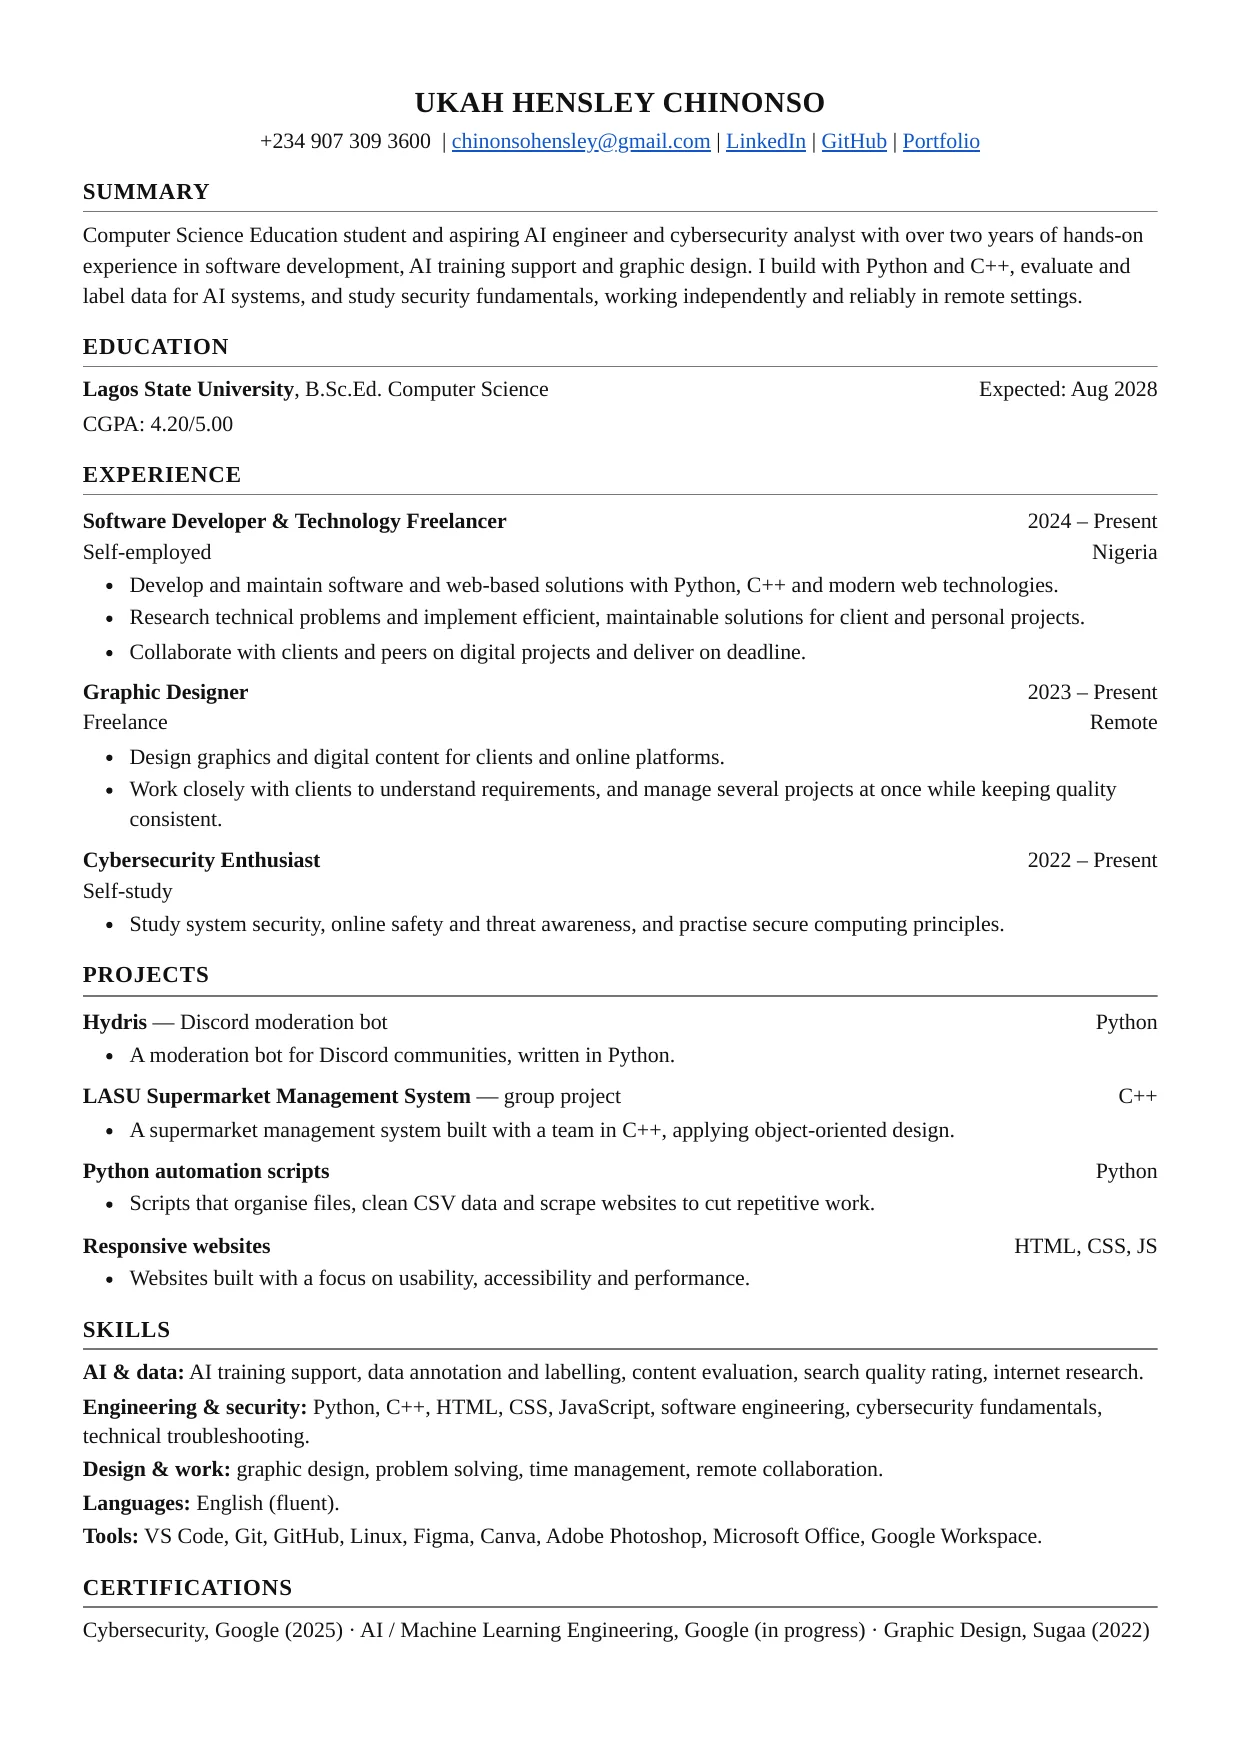 UKAH HENSLEY CHINONSO
+234 907 309 3600 | chinonsohensley@gmail.com | LinkedIn | GitHub | Portfolio
SUMMARY
Computer Science Education student and aspiring AI engineer and cybersecurity analyst with over two years of hands-on
experience in software development, AI training support and graphic design. I build with Python and C++, evaluate and
label data for AI systems, and study security fundamentals, working independently and reliably in remote settings.
EDUCATION
Lagos State University, B.Sc.Ed. Computer Science Expected: Aug 2028
CGPA: 4.20/5.00
EXPERIENCE
Software Developer & Technology Freelancer 2024 – Present
Self-employed Nigeria
• Develop and maintain software and web-based solutions with Python, C++ and modern web technologies.
• Research technical problems and implement efficient, maintainable solutions for client and personal projects.
• Collaborate with clients and peers on digital projects and deliver on deadline.
Graphic Designer 2023 – Present
Freelance Remote
• Design graphics and digital content for clients and online platforms.
• Work closely with clients to understand requirements, and manage several projects at once while keeping quality
consistent.
Cybersecurity Enthusiast 2022 – Present
Self-study
• Study system security, online safety and threat awareness, and practise secure computing principles.
PROJECTS
Hydris — Discord moderation bot Python
• A moderation bot for Discord communities, written in Python.
LASU Supermarket Management System — group project C++
• A supermarket management system built with a team in C++, applying object-oriented design.
Python automation scripts Python
• Scripts that organise files, clean CSV data and scrape websites to cut repetitive work.
Responsive websites HTML, CSS, JS
• Websites built with a focus on usability, accessibility and performance.
SKILLS
AI & data: AI training support, data annotation and labelling, content evaluation, search quality rating, internet research.
Engineering & security: Python, C++, HTML, CSS, JavaScript, software engineering, cybersecurity fundamentals,
technical troubleshooting.
Design & work: graphic design, problem solving, time management, remote collaboration.
Languages: English (fluent).
Tools: VS Code, Git, GitHub, Linux, Figma, Canva, Adobe Photoshop, Microsoft Office, Google Workspace.
CERTIFICATIONS
Cybersecurity, Google (2025) · AI / Machine Learning Engineering, Google (in progress) · Graphic Design, Sugaa (2022)